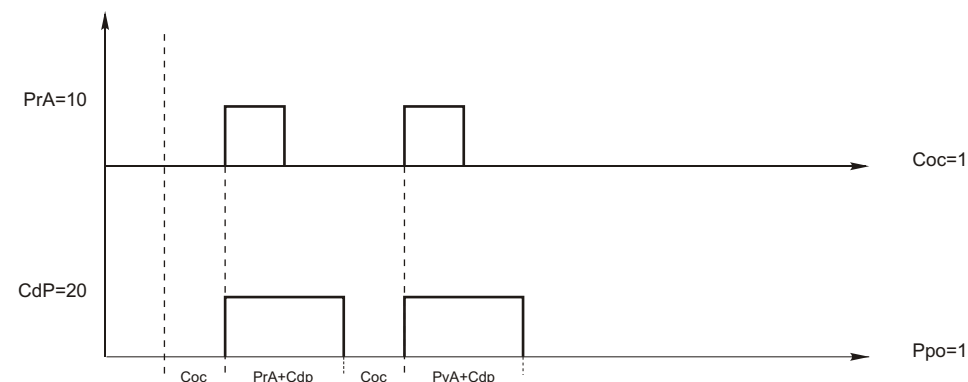 PrA=10
Coc=1
CdP=20
Ppo=1
Coc PrA+Cdp Coc PvA+Cdp